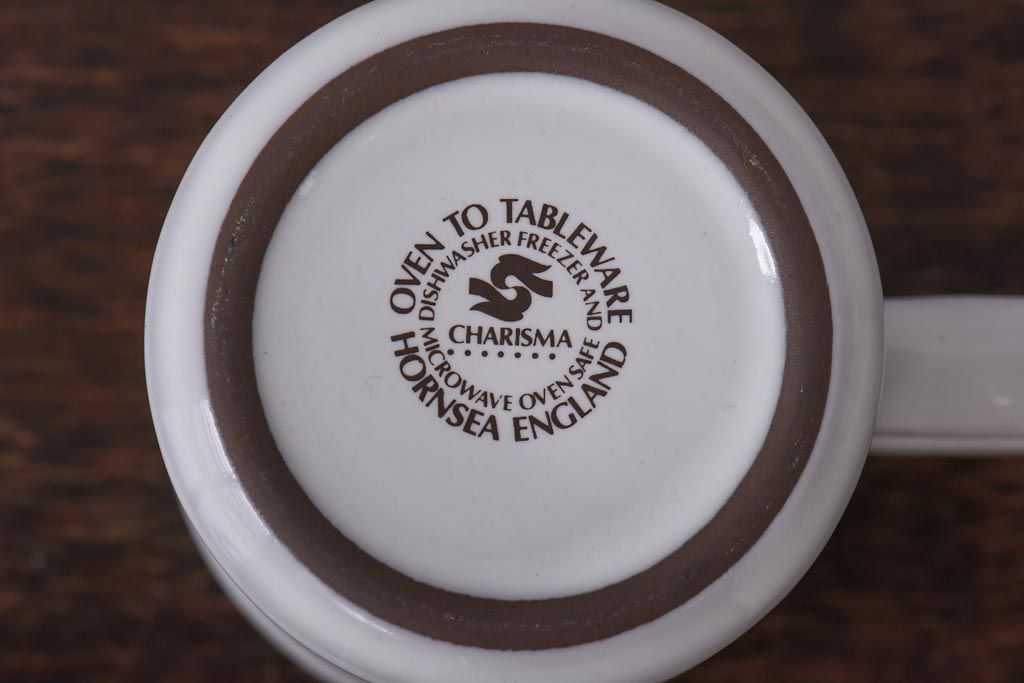 OVEN TO TABLEWARE
DISHWASHER FREEZER AND
CHARISMA
MICROWAVE OVEN SAFE
HORNSEA ENGLAND